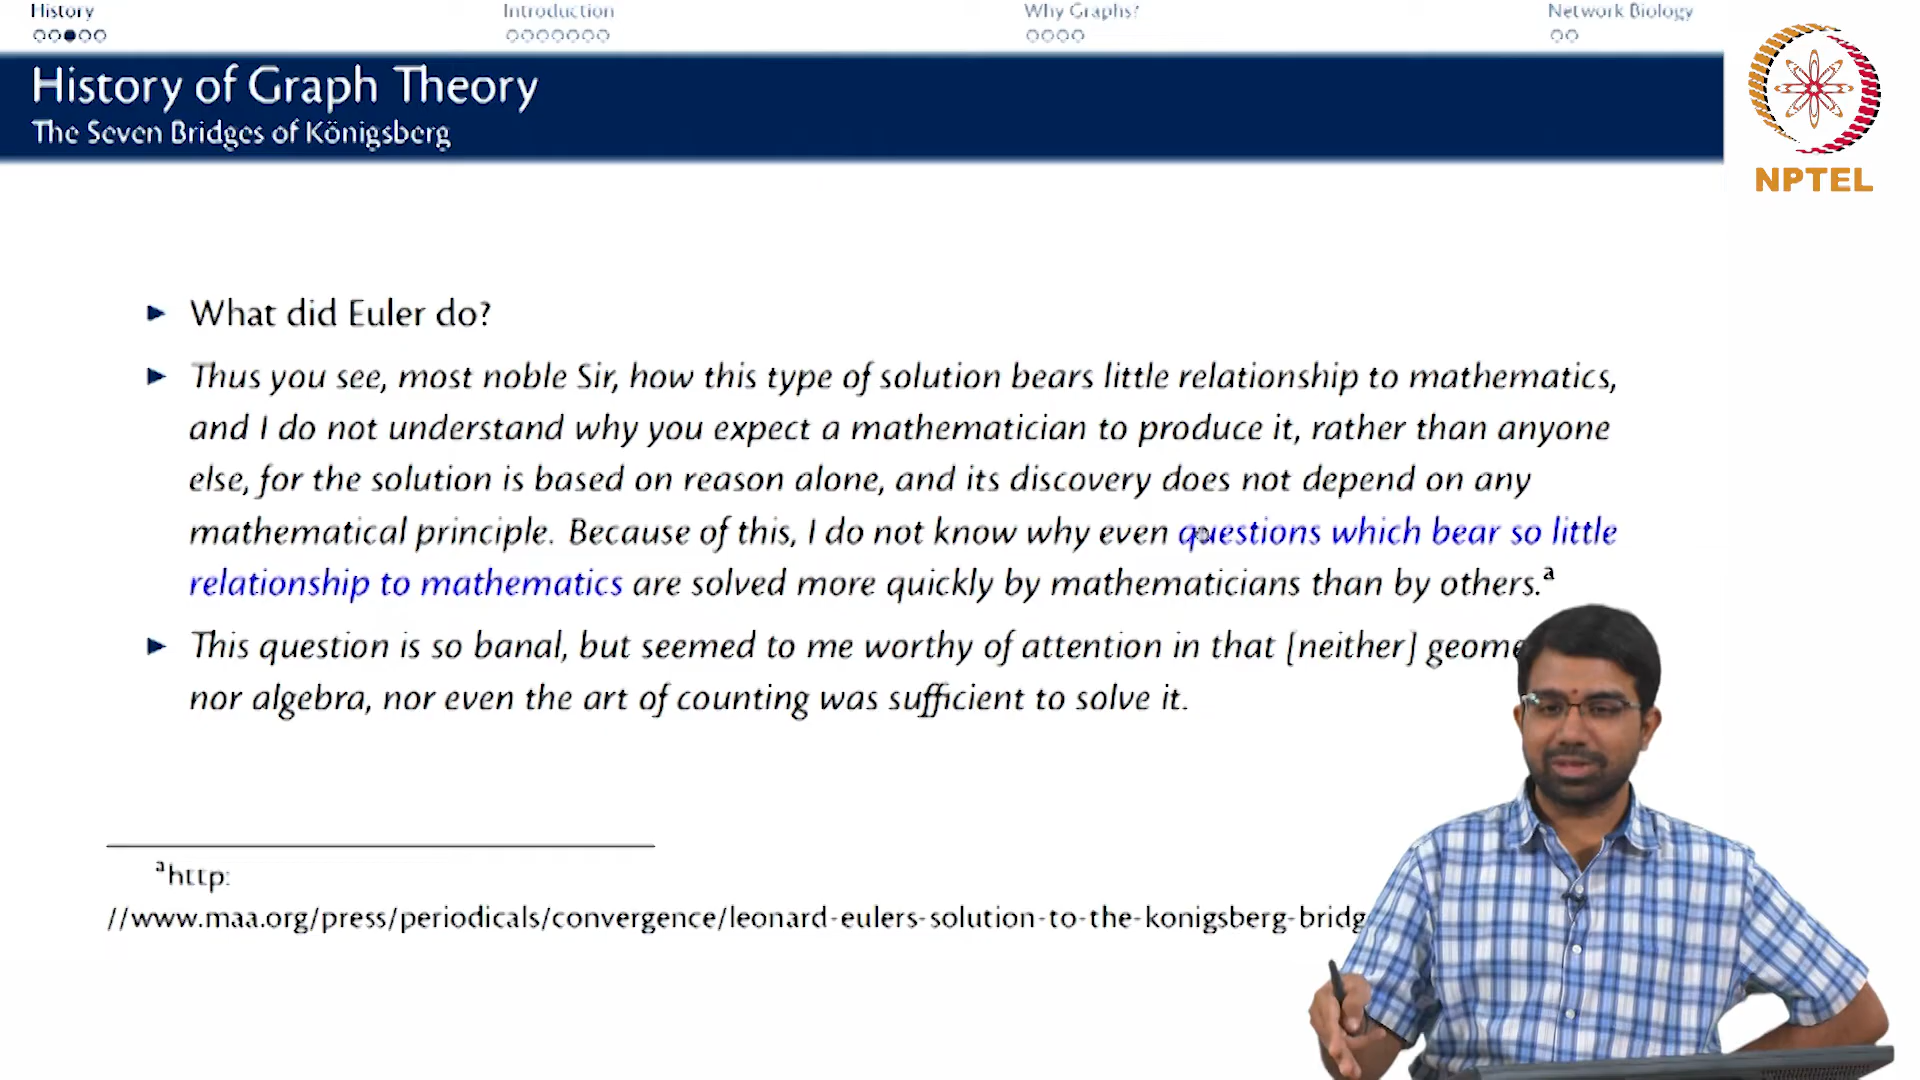 History Introduction Why Graphs? Network Biology
History of Graph Theory
The Seven Bridges of Königsberg
NPTEL
What did Euler do?
Thus you see, most noble Sir, how this type of solution bears little relationship to mathematics,
and I do not understand why you expect a mathematician to produce it, rather than anyone
else, for the solution is based on reason alone, and its discovery does not depend on any
mathematical principle. Because of this, I do not know why even questions which bear so little
relationship to mathematics are solved more quickly by mathematicians than by others.ª
This question is so banal, but seemed to me worthy of attention in that [neither]
nor algebra, nor even the art of counting was sufficient to solve it.
ªhttp:
//www.maa.org/press/periodicals/convergence/leonard-eulers-solution-to-the-konigsberg-bridg